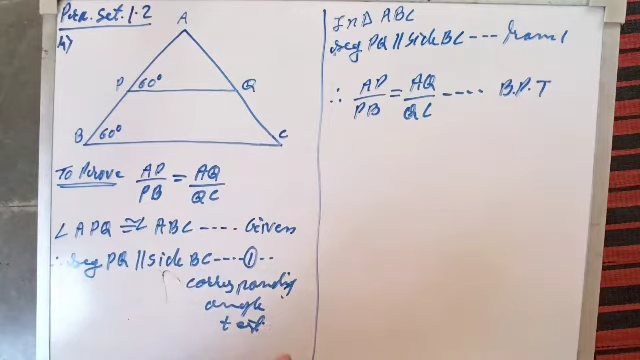 Prac. Set. 1.2
4)
A
P 60° Q
B 60° C
To Prove AP/PB = AQ/QC
∠APQ ≅ ∠ABC ---- Given
∴ seg PQ || side BC ---- ① --
corresponding
angle
test
In Δ ABC
seg PQ || side BC --- from 1
∴ AP/PB = AQ/QC ---- B.P.T